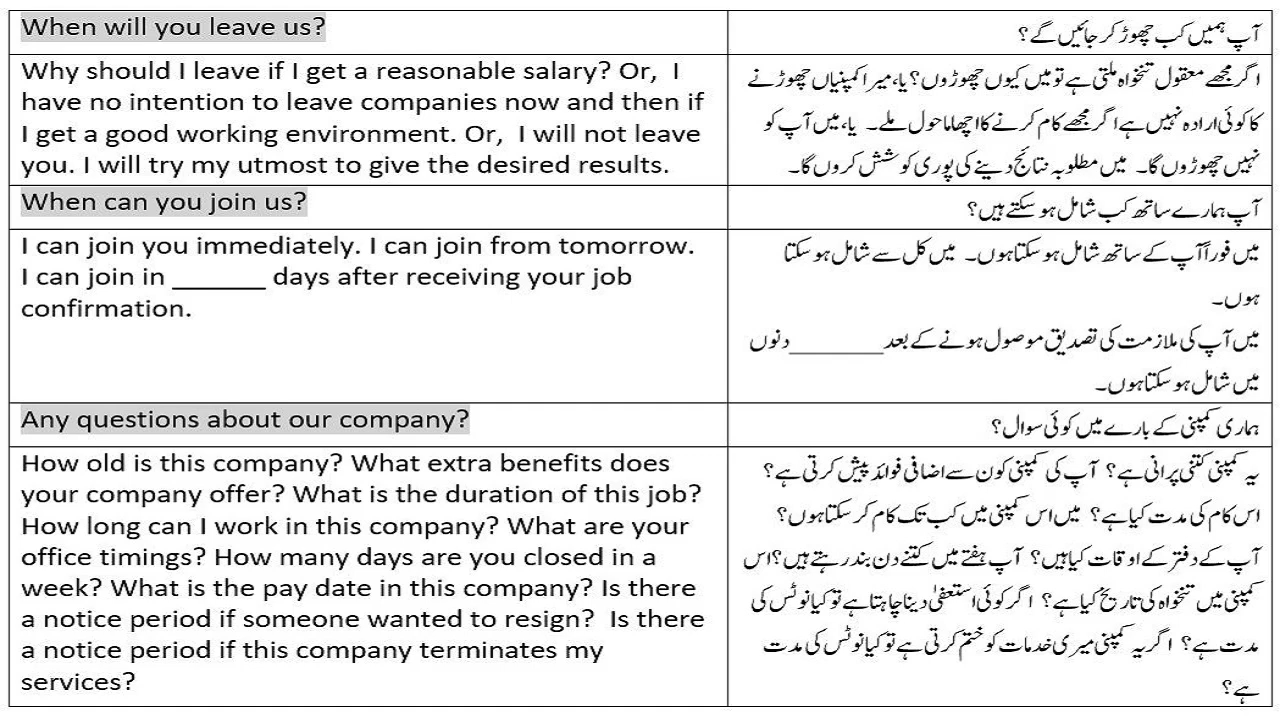 When will you leave us?
آپ ہمیں کب چھوڑ کر جائیں گے؟
Why should I leave if I get a reasonable salary? Or, I
have no intention to leave companies now and then if
I get a good working environment. Or, I will not leave
you. I will try my utmost to give the desired results.
اگر مجھے معقول تنخواہ ملتی ہے تو میں کیوں چھوڑوں؟ یا، میرا کمپنیاں چھوڑنے
کا کوئی ارادہ نہیں ہے اگر مجھے کام کرنے کا اچھا ماحول ملے۔ یا، میں آپ کو
نہیں چھوڑوں گا۔ میں مطلوبہ نتائج دینے کی پوری کوشش کروں گا۔
When can you join us?
آپ ہمارے ساتھ کب شامل ہو سکتے ہیں؟
I can join you immediately. I can join from tomorrow.
I can join in _______ days after receiving your job
confirmation.
میں فوراً آپ کے ساتھ شامل ہو سکتا ہوں۔ میں کل سے شامل ہو سکتا
ہوں۔
میں آپ کی ملازمت کی تصدیق موصول ہونے کے بعد ________ دنوں
میں شامل ہو سکتا ہوں۔
Any questions about our company?
ہماری کمپنی کے بارے میں کوئی سوال؟
How old is this company? What extra benefits does
your company offer? What is the duration of this job?
How long can I work in this company? What are your
office timings? How many days are you closed in a
week? What is the pay date in this company? Is there
a notice period if someone wanted to resign? Is there
a notice period if this company terminates my
services?
یہ کمپنی کتنی پرانی ہے؟ آپ کی کمپنی کون سے اضافی فوائد پیش کرتی ہے؟
اس کام کی مدت کیا ہے؟ میں اس کمپنی میں کب تک کام کر سکتا ہوں؟
آپ کے دفتر کے اوقات کیا ہیں؟ آپ ہفتے میں کتنے دن بند رہتے ہیں؟ اس
کمپنی میں تنخواہ کی تاریخ کیا ہے؟ اگر کوئی استعفیٰ دینا چاہتا ہے تو کیا نوٹس کی
مدت ہے؟ اگر یہ کمپنی میری خدمات کو ختم کرتی ہے تو کیا نوٹس کی مدت
ہے؟